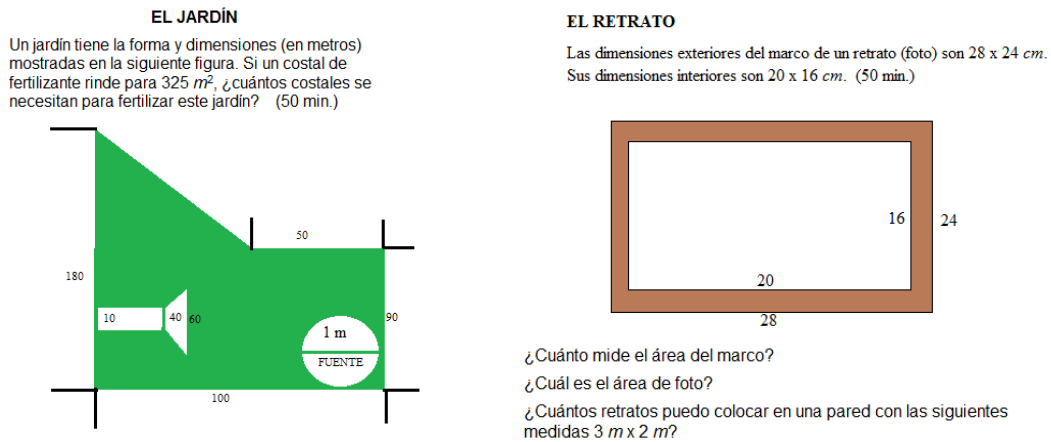 EL JARDÍN
Un jardín tiene la forma y dimensiones (en metros)
mostradas en la siguiente figura. Si un costal de
fertilizante rinde para 325 m², ¿cuántos costales se
necesitan para fertilizar este jardín? (50 min.)
50
180
10
40
60
90
1 m
FUENTE
100
EL RETRATO
Las dimensiones exteriores del marco de un retrato (foto) son 28 x 24 cm.
Sus dimensiones interiores son 20 x 16 cm. (50 min.)
16
24
20
28
¿Cuánto mide el área del marco?
¿Cuál es el área de foto?
¿Cuántos retratos puedo colocar en una pared con las siguientes
medidas 3 m x 2 m?